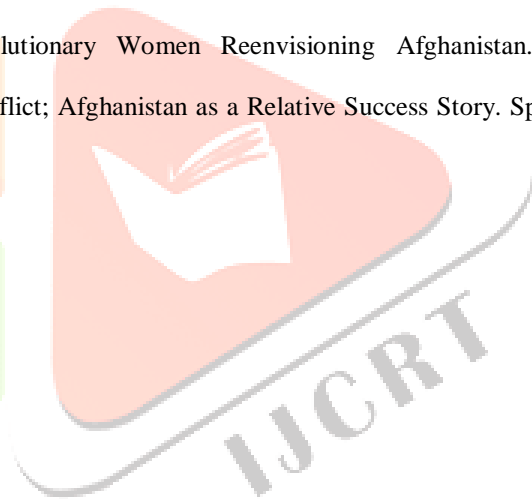 lutionary Women Reenvisioning Afghanistan.
flict; Afghanistan as a Relative Success Story. Sp
IJCRT